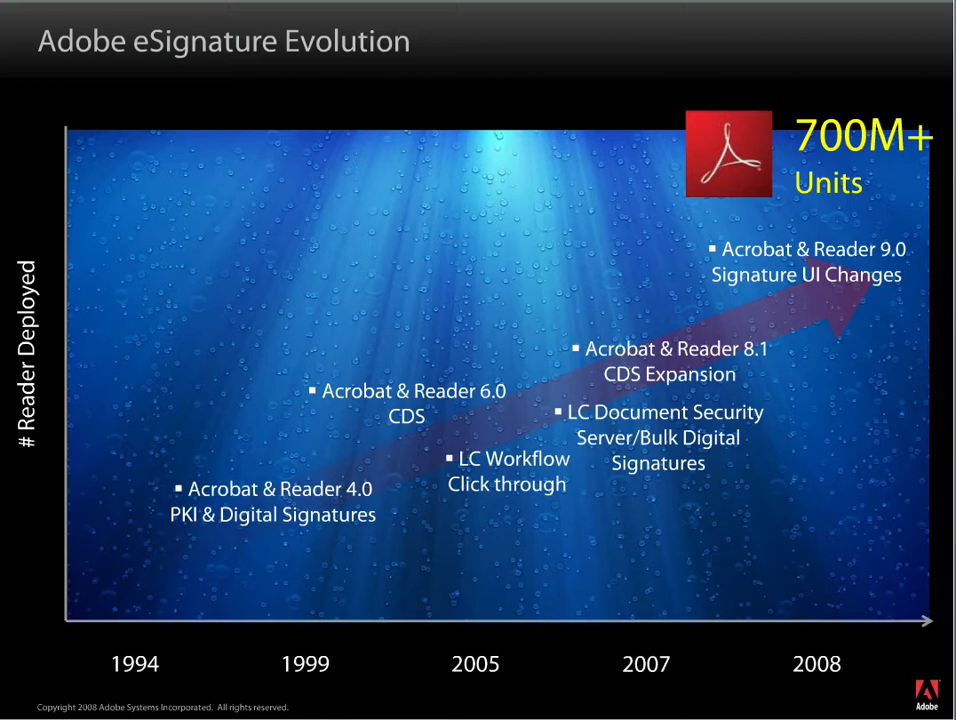 Adobe eSignature Evolution
700M+
Units
▪ Acrobat & Reader 9.0
Signature UI Changes
# Reader Deployed
▪ Acrobat & Reader 8.1
CDS Expansion
▪ Acrobat & Reader 6.0
CDS
▪ LC Document Security
Server/Bulk Digital
Signatures
▪ LC Workflow
Click through
▪ Acrobat & Reader 4.0
PKI & Digital Signatures
1994
1999
2005
2007
2008
Copyright 2008 Adobe Systems Incorporated. All rights reserved.
Adobe